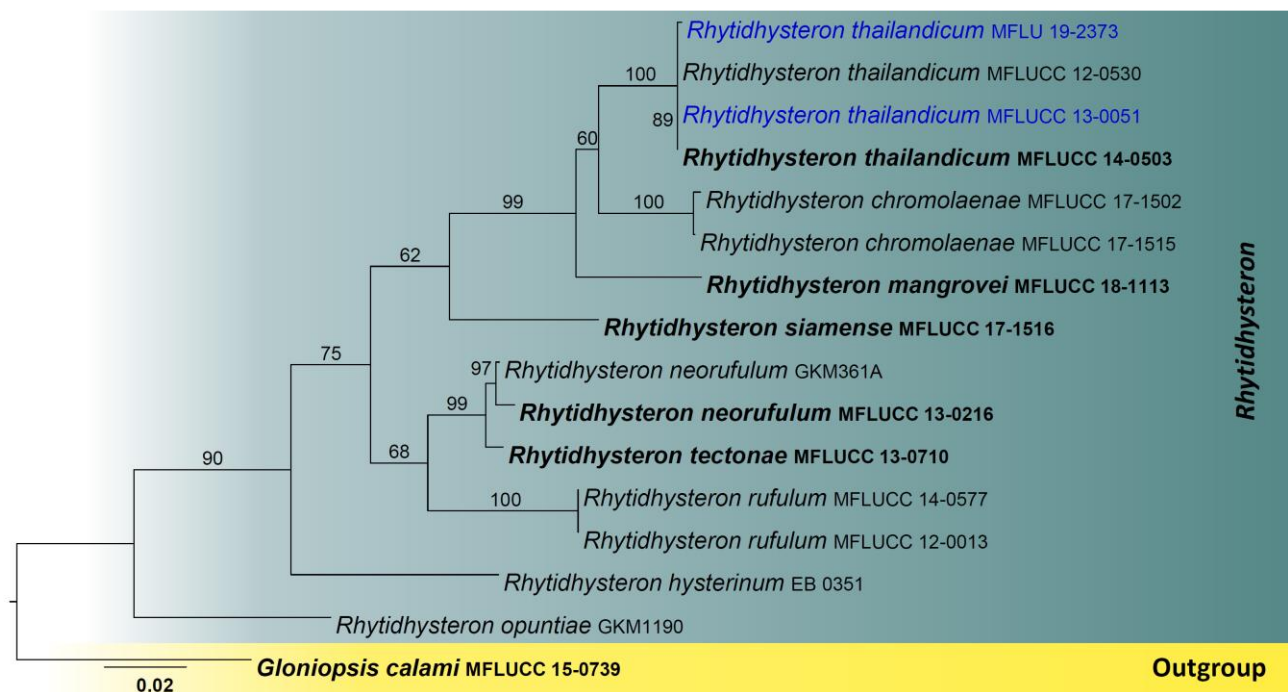 Rhytidhysteron thailandicum MFLU 19-2373
100
Rhytidhysteron thailandicum MFLUCC 12-0530
Rhytidhysteron thailandicum MFLUCC 13-0051
89
60
Rhytidhysteron thailandicum MFLUCC 14-0503
Rhytidhysteron chromolaenae MFLUCC 17-1502
99
100
Rhytidhysteron chromolaenae MFLUCC 17-1515
62
Rhytidhysteron mangrovei MFLUCC 18-1113
Rhytidhysteron siamense MFLUCC 17-1516
75
97
Rhytidhysteron neorufulum GKM361A
99
Rhytidhysteron neorufulum MFLUCC 13-0216
68
Rhytidhysteron tectonae MFLUCC 13-0710
90
100
Rhytidhysteron rufulum MFLUCC 14-0577
Rhytidhysteron rufulum MFLUCC 12-0013
Rhytidhysteron hysterinum EB 0351
Rhytidhysteron opuntiae GKM1190
Rhytidhysteron
Gloniopsis calami MFLUCC 15-0739
Outgroup
0.02